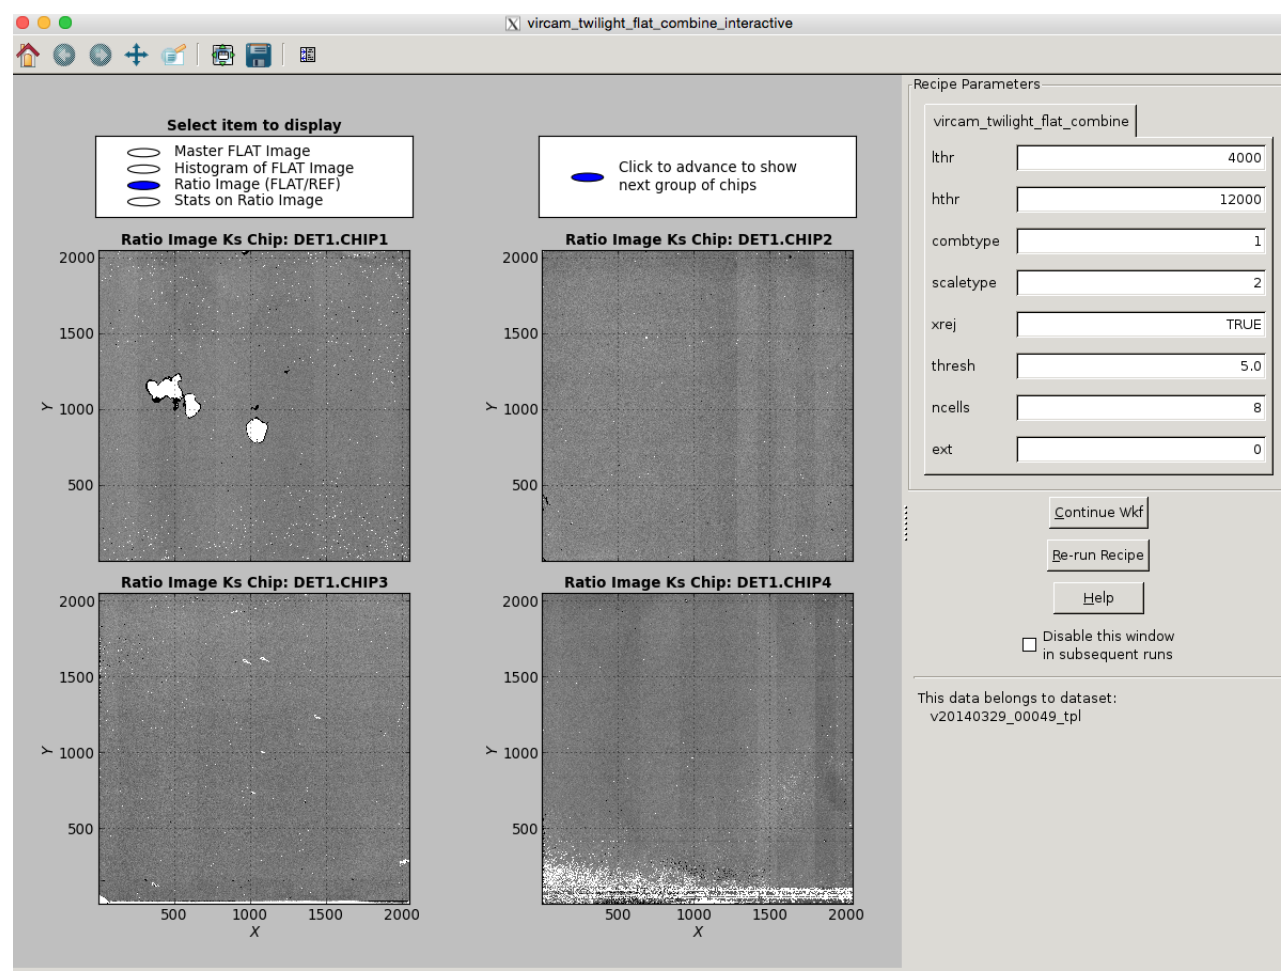 vircam_twilight_flat_combine_interactive
Select item to display
Master FLAT Image
Histogram of FLAT Image
Ratio Image (FLAT/REF)
Stats on Ratio Image
Click to advance to show
next group of chips
Ratio Image Ks Chip: DET1.CHIP1
2000
1500
1000
500
Y
Ratio Image Ks Chip: DET1.CHIP2
2000
1500
1000
500
Y
Ratio Image Ks Chip: DET1.CHIP3
2000
1500
1000
500
Y
500 1000 1500 2000
X
Ratio Image Ks Chip: DET1.CHIP4
2000
1500
1000
500
Y
500 1000 1500 2000
X
Recipe Parameters
vircam_twilight_flat_combine
lthr 4000
hthr 12000
combtype 1
scaletype 2
xrej TRUE
thresh 5.0
ncells 8
ext 0
Continue Wkf
Re-run Recipe
Help
Disable this window
in subsequent runs
This data belongs to dataset:
v20140329_00049_tpl